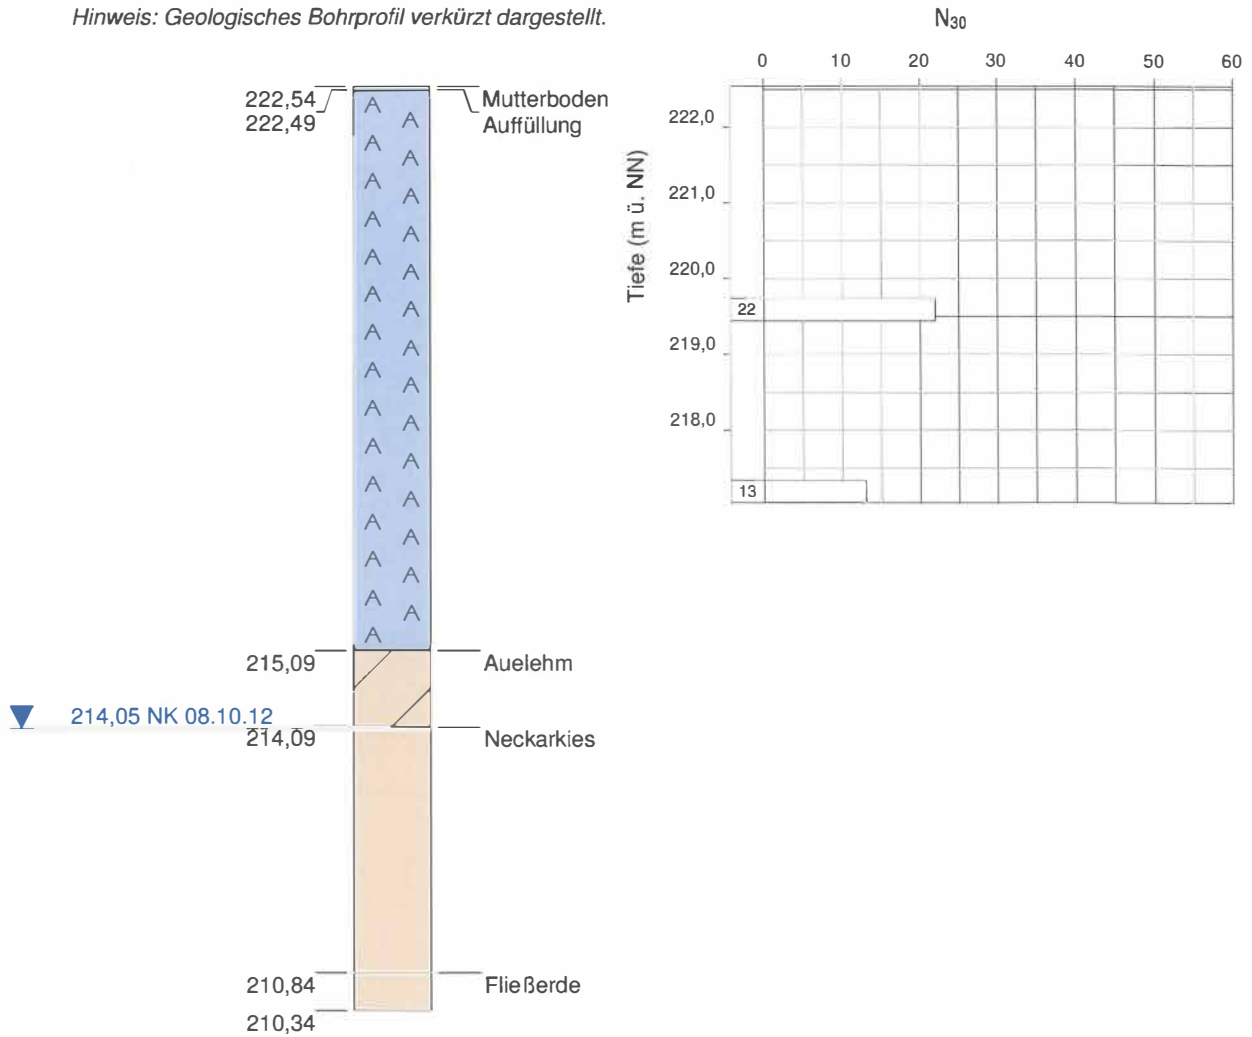 Hinweis: Geologisches Bohrprofil verkürzt dargestellt.
222,54
222,49
Mutterboden
Auffüllung
A A A A A A A A A A A A A A A
A A A A A A A A A A A A A A
215,09
Auelehm
214,05 NK 08.10.12
214,09
Neckarkies
210,84
Fließerde
210,34
N30
0 10 20 30 40 50 60
Tiefe (m ü. NN)
222,0
221,0
220,0
22
219,0
218,0
13